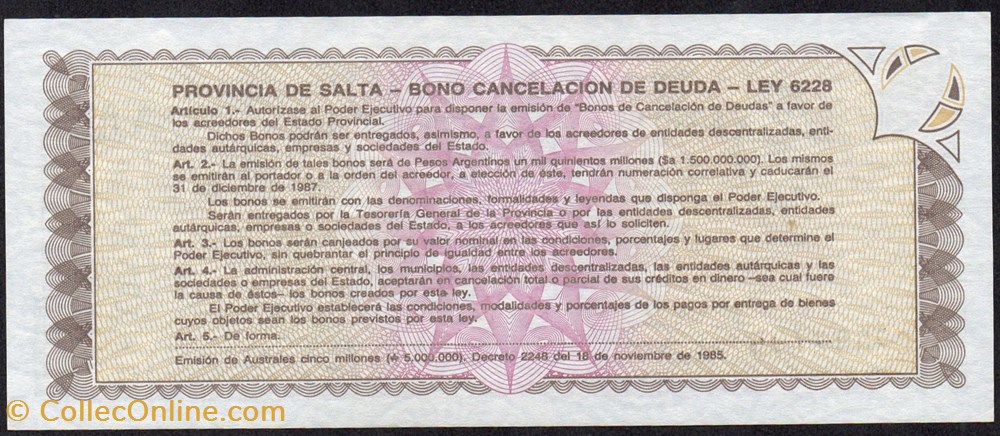 PROVINCIA DE SALTA - BONO CANCELACION DE DEUDA - LEY 6228
Artículo 1.- Autorízase al Poder Ejecutivo para disponer la emisión de "Bonos de Cancelación de Deudas" a favor de
los acreedores del Estado Provincial.
Dichos Bonos podrán ser entregados, asimismo, a favor de los acreedores de entidades descentralizadas, enti-
dades autárquicas, empresas y sociedades del Estado.
Art. 2.- La emisión de tales bonos será de Pesos Argentinos un mil quinientos millones ($a 1.500.000.000). Los mismos
se emitirán al portador o a la orden del acreedor, a elección de éste, tendrán numeración correlativa y caducarán el
31 de diciembre de 1987.
Los bonos se emitirán con las denominaciones, formalidades y leyendas que disponga el Poder Ejecutivo.
Serán entregados por la Tesorería General de la Provincia o por las entidades descentralizadas, entidades
autárquicas, empresas o sociedades del Estado, a los acreedores que así lo soliciten.
Art. 3.- Los bonos serán canjeados por su valor nominal en las condiciones, porcentajes y lugares que determine el
Poder Ejecutivo, sin quebrantar el principio de igualdad entre los acreedores.
Art. 4.- La administración central, los municipios, las entidades descentralizadas, las entidades autárquicas y las
sociedades o empresas del Estado, aceptarán en cancelación total o parcial de sus créditos en dinero -sea cual fuere
la causa de éstos- los bonos creados por esta ley.
El Poder Ejecutivo establecerá las condiciones, modalidades y porcentajes de los pagos por entrega de bienes
cuyos objetos sean los bonos previstos por esta ley.
Art. 5.- De forma.
Emisión de Australes cinco millones (₳ 5.000.000). Decreto 2248 del 18 de noviembre de 1985.
© CollecOnline.com